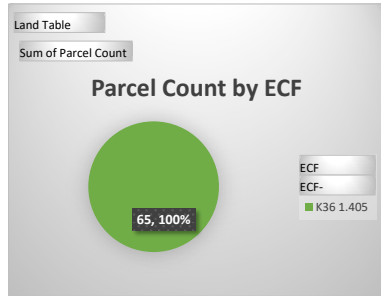 Land Table
Sum of Parcel Count
Parcel Count by ECF
65, 100%
ECF
ECF-
K36 1.405